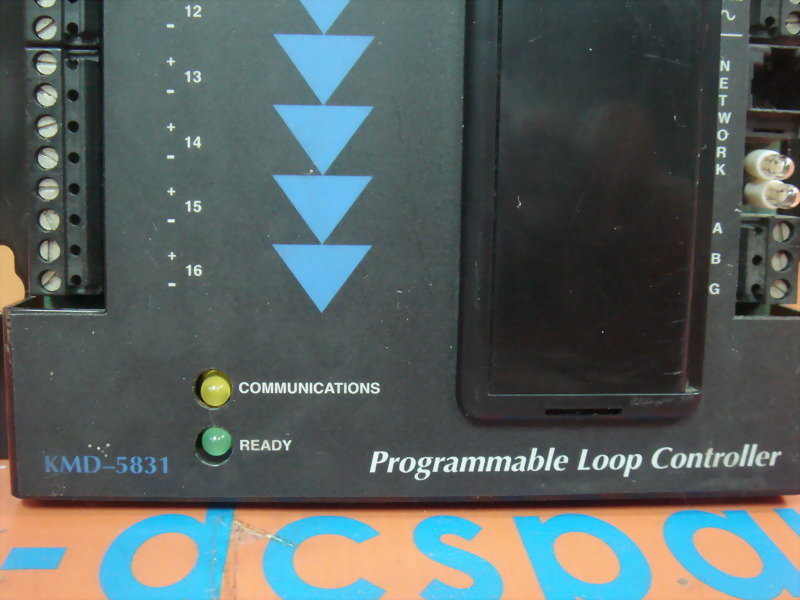 12
-
+
13
-
+
14
-
+
15
-
+
16
-
NETWORK
A
B
G
COMMUNICATIONS
READY
KMD-5831
Programmable Loop Controller
-dcspa